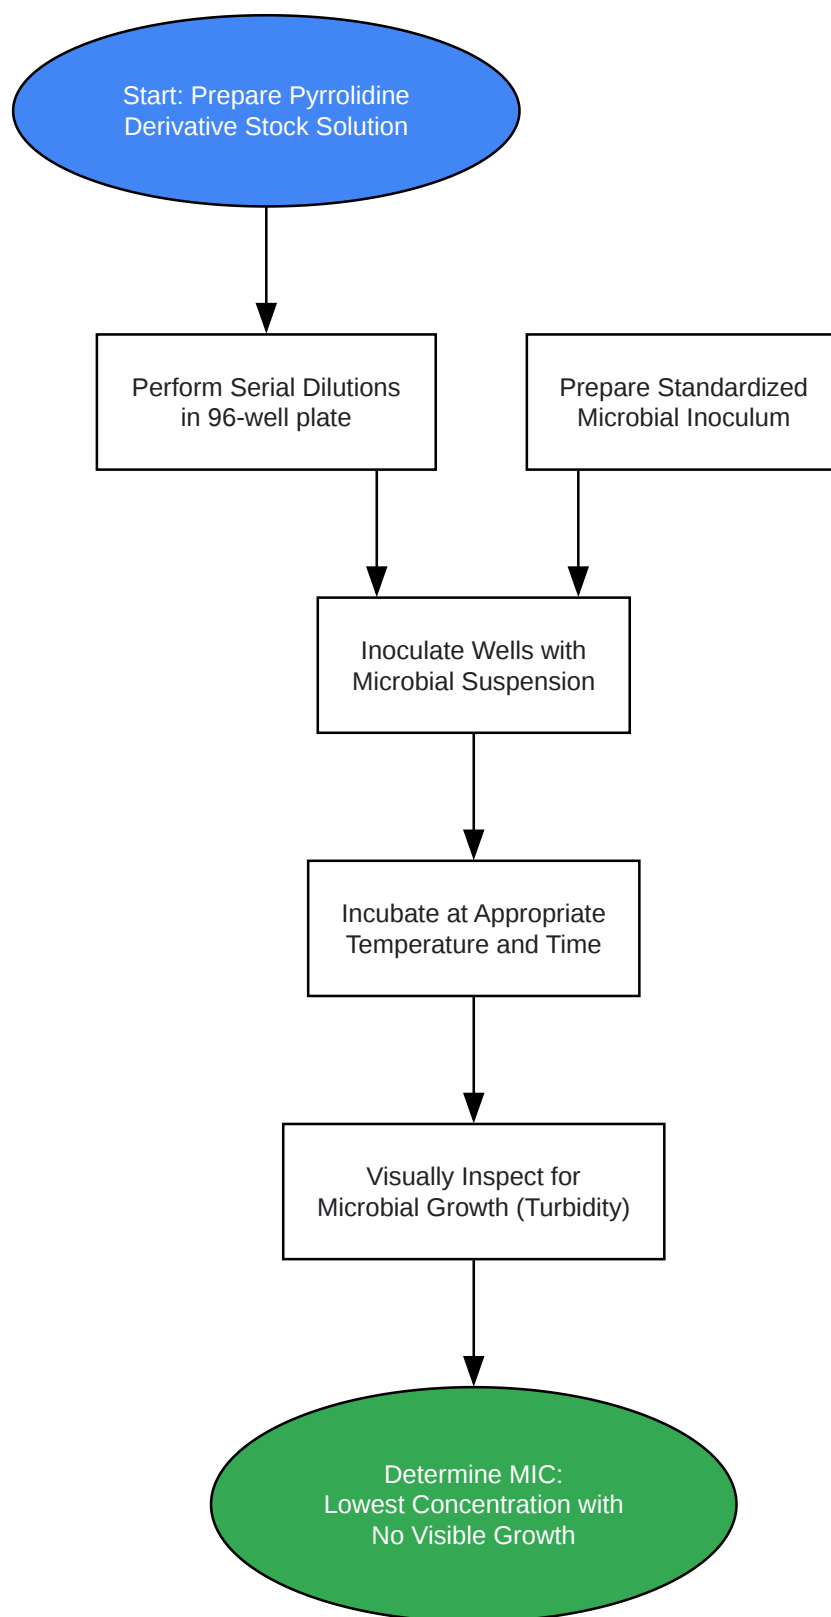 Start: Prepare Pyrrolidine
Derivative Stock Solution
Perform Serial Dilutions
in 96-well plate
Prepare Standardized
Microbial Inoculum
Inoculate Wells with
Microbial Suspension
Incubate at Appropriate
Temperature and Time
Visually Inspect for
Microbial Growth (Turbidity)
Determine MIC:
Lowest Concentration with
No Visible Growth